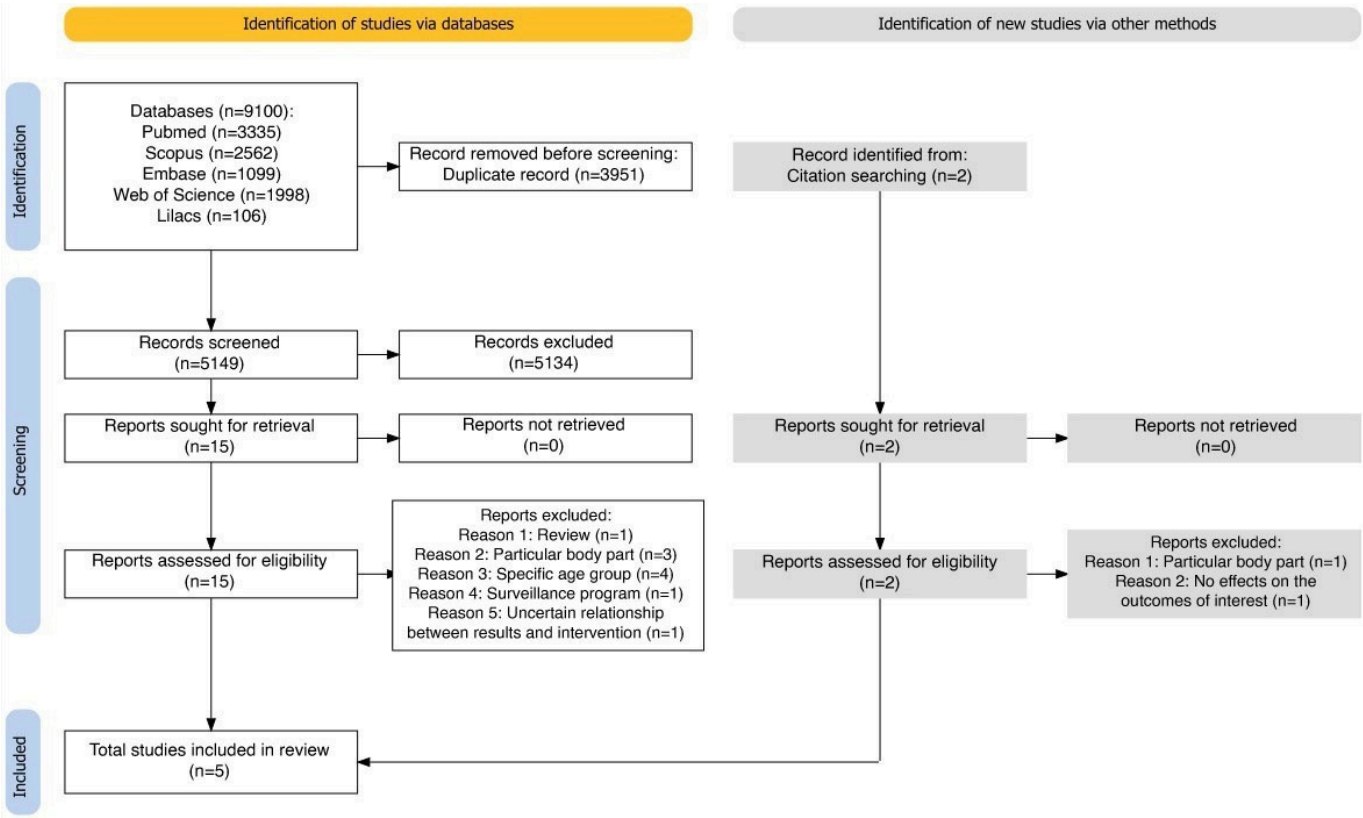 Identification of studies via databases
Identification of new studies via other methods
Identification
Databases (n=9100):
Pubmed (n=3335)
Scopus (n=2562)
Embase (n=1099)
Web of Science (n=1998)
Lilacs (n=106)
Record removed before screening:
Duplicate record (n=3951)
Record identified from:
Citation searching (n=2)
Screening
Records screened
(n=5149)
Records excluded
(n=5134)
Reports sought for retrieval
(n=15)
Reports not retrieved
(n=0)
Reports sought for retrieval
(n=2)
Reports not retrieved
(n=0)
Reports assessed for eligibility
(n=15)
Reports excluded:
Reason 1: Review (n=1)
Reason 2: Particular body part (n=3)
Reason 3: Specific age group (n=4)
Reason 4: Surveillance program (n=1)
Reason 5: Uncertain relationship
between results and intervention (n=1)
Reports assessed for eligibility
(n=2)
Reports excluded:
Reason 1: Particular body part (n=1)
Reason 2: No effects on the
outcomes of interest (n=1)
Included
Total studies included in review
(n=5)